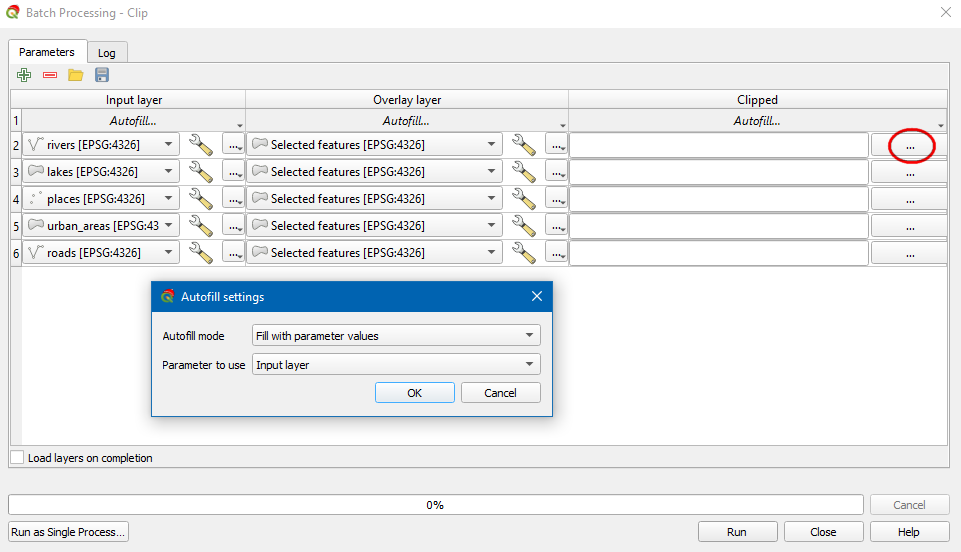 Batch Processing - Clip
Parameters Log
Input layer Overlay layer Clipped
1 Autofill... Autofill... Autofill...
2 rivers [EPSG:4326] ... Selected features [EPSG:4326] ... ...
3 lakes [EPSG:4326] ... Selected features [EPSG:4326] ... ...
4 places [EPSG:4326] ... Selected features [EPSG:4326] ... ...
5 urban_areas [EPSG:43 ... Selected features [EPSG:4326] ... ...
6 roads [EPSG:4326] ... Selected features [EPSG:4326] ... ...
Autofill settings
Autofill mode Fill with parameter values
Parameter to use Input layer
OK Cancel
Load layers on completion
0% Cancel
Run as Single Process... Run Close Help